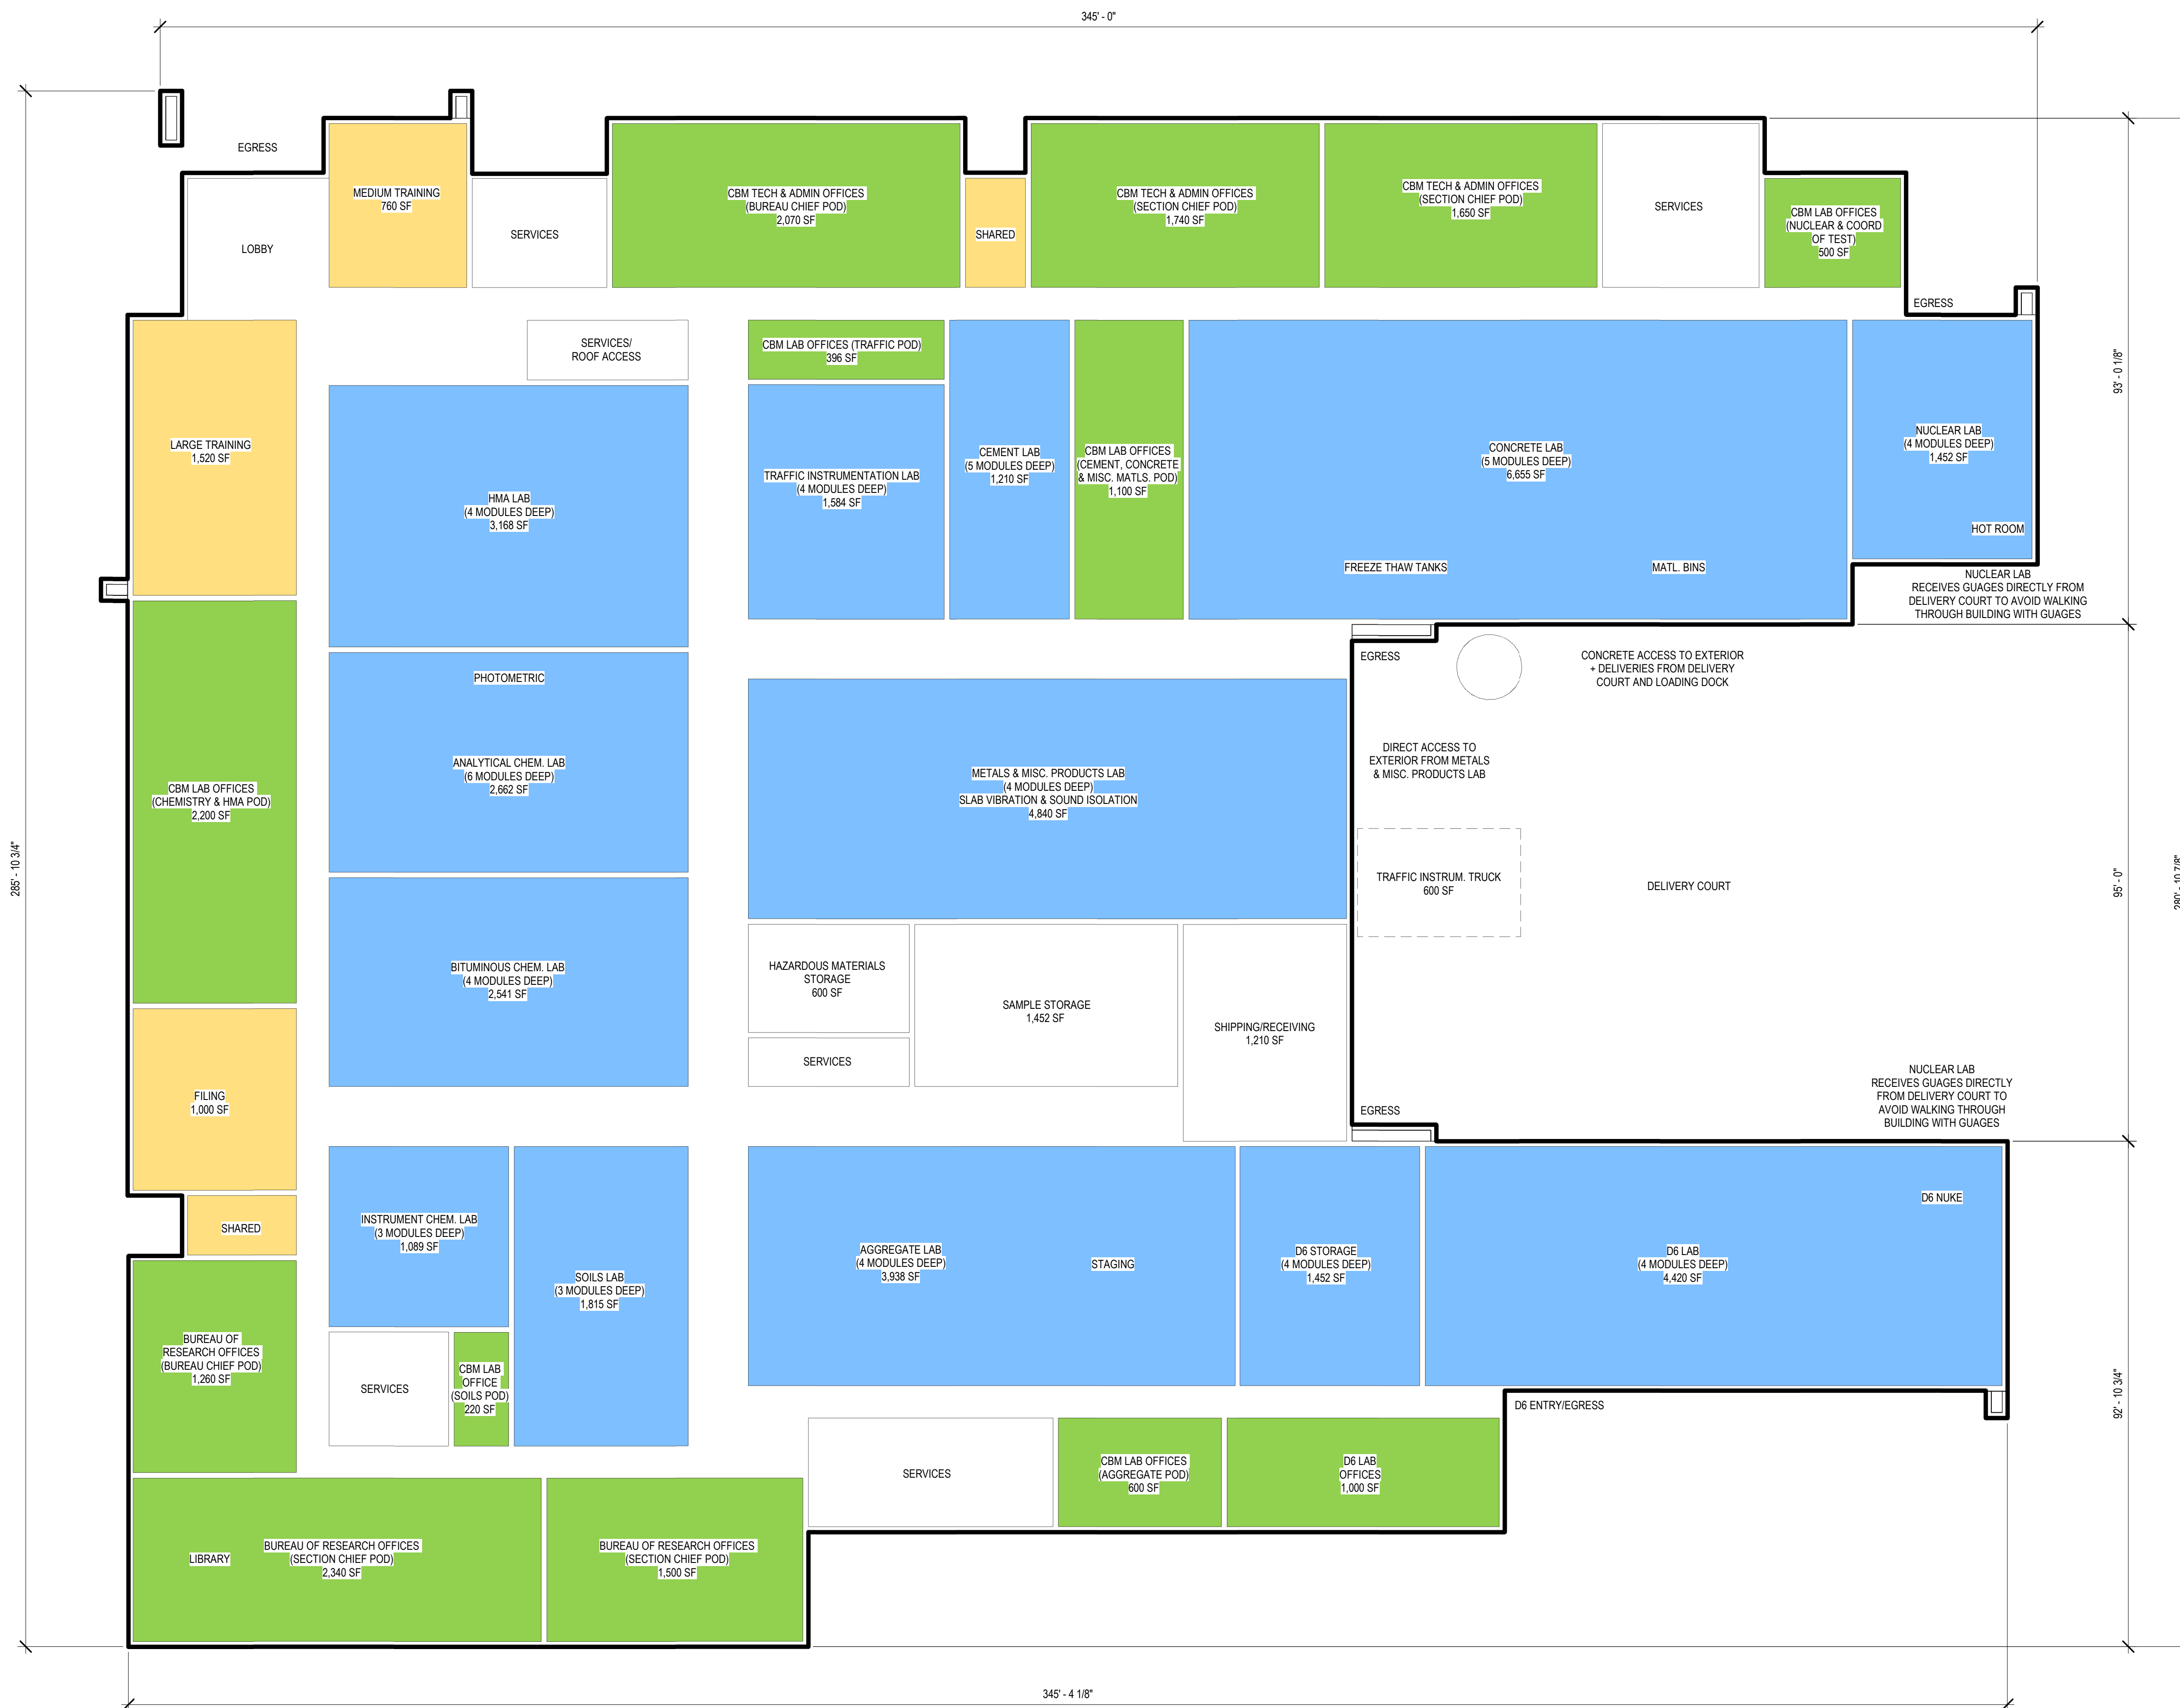 345' - 0"
EGRESS
MEDIUM TRAINING
760 SF
LOBBY
SERVICES
CBM TECH & ADMIN OFFICES
(BUREAU CHIEF POD)
2,070 SF
SHARED
CBM TECH & ADMIN OFFICES
(SECTION CHIEF POD)
1,740 SF
CBM TECH & ADMIN OFFICES
(SECTION CHIEF POD)
1,650 SF
SERVICES
CBM LAB OFFICES
(NUCLEAR & COORD
OF TEST)
500 SF
EGRESS
SERVICES/
ROOF ACCESS
CBM LAB OFFICES (TRAFFIC POD)
396 SF
LARGE TRAINING
1,520 SF
HMA LAB
(4 MODULES DEEP)
3,168 SF
TRAFFIC INSTRUMENTATION LAB
(4 MODULES DEEP)
1,584 SF
CEMENT LAB
(5 MODULES DEEP)
1,210 SF
CBM LAB OFFICES
(CEMENT, CONCRETE
& MISC. MATLS. POD)
1,100 SF
CONCRETE LAB
(5 MODULES DEEP)
6,655 SF
FREEZE THAW TANKS
MATL. BINS
NUCLEAR LAB
(4 MODULES DEEP)
1,452 SF
HOT ROOM
93' - 0 1/8"
NUCLEAR LAB
RECEIVES GUAGES DIRECTLY FROM
DELIVERY COURT TO AVOID WALKING
THROUGH BUILDING WITH GUAGES
EGRESS
CONCRETE ACCESS TO EXTERIOR
+ DELIVERIES FROM DELIVERY
COURT AND LOADING DOCK
PHOTOMETRIC
ANALYTICAL CHEM. LAB
(6 MODULES DEEP)
2,662 SF
CBM LAB OFFICES
(CHEMISTRY & HMA POD)
2,200 SF
METALS & MISC. PRODUCTS LAB
(4 MODULES DEEP)
SLAB VIBRATION & SOUND ISOLATION
4,840 SF
DIRECT ACCESS TO
EXTERIOR FROM METALS
& MISC. PRODUCTS LAB
TRAFFIC INSTRUM. TRUCK
600 SF
DELIVERY COURT
285' - 10 3/4"
95' - 0"
280' - 10 7/8"
BITUMINOUS CHEM. LAB
(4 MODULES DEEP)
2,541 SF
HAZARDOUS MATERIALS
STORAGE
600 SF
SAMPLE STORAGE
1,452 SF
SHIPPING/RECEIVING
1,210 SF
SERVICES
FILING
1,000 SF
EGRESS
NUCLEAR LAB
RECEIVES GUAGES DIRECTLY
FROM DELIVERY COURT TO
AVOID WALKING THROUGH
BUILDING WITH GUAGES
SHARED
INSTRUMENT CHEM. LAB
(3 MODULES DEEP)
1,089 SF
SOILS LAB
(3 MODULES DEEP)
1,815 SF
AGGREGATE LAB
(4 MODULES DEEP)
3,938 SF
STAGING
D6 STORAGE
(4 MODULES DEEP)
1,452 SF
D6 LAB
(4 MODULES DEEP)
4,420 SF
D6 NUKE
BUREAU OF
RESEARCH OFFICES
(BUREAU CHIEF POD)
1,260 SF
SERVICES
CBM LAB
OFFICE
(SOILS POD)
220 SF
92' - 10 3/4"
D6 ENTRY/EGRESS
SERVICES
CBM LAB OFFICES
(AGGREGATE POD)
600 SF
D6 LAB
OFFICES
1,000 SF
LIBRARY
BUREAU OF RESEARCH OFFICES
(SECTION CHIEF POD)
2,340 SF
BUREAU OF RESEARCH OFFICES
(SECTION CHIEF POD)
1,500 SF
345' - 4 1/8"